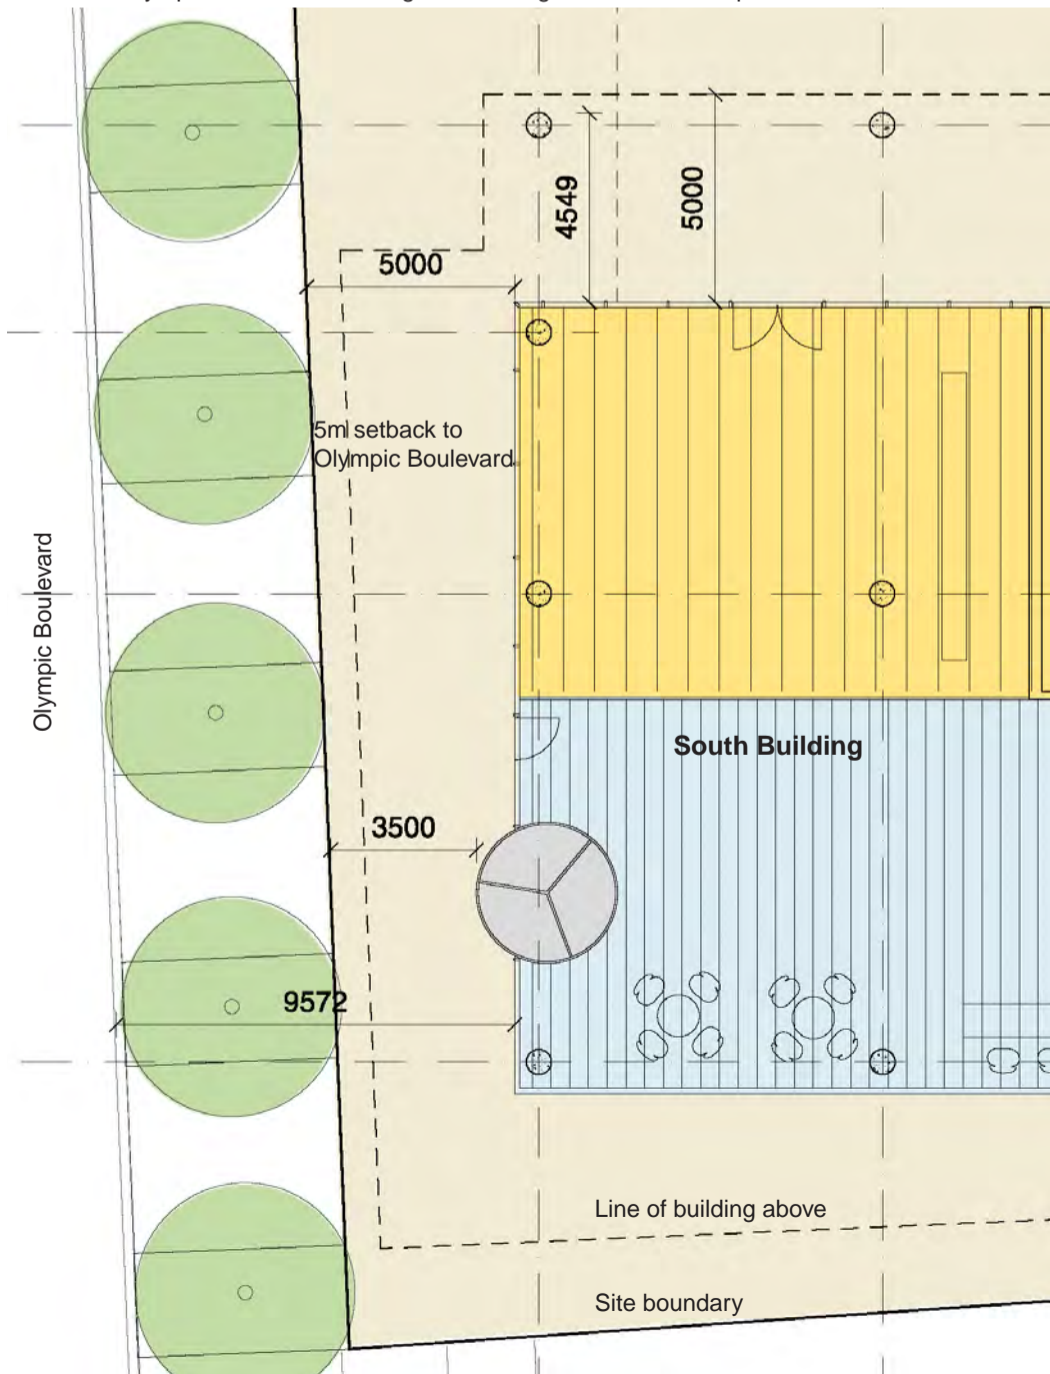 4549
5000
5000
5m setback to
Olympic Boulevard
Olympic Boulevard
South Building
3500
9572
Line of building above
Site boundary